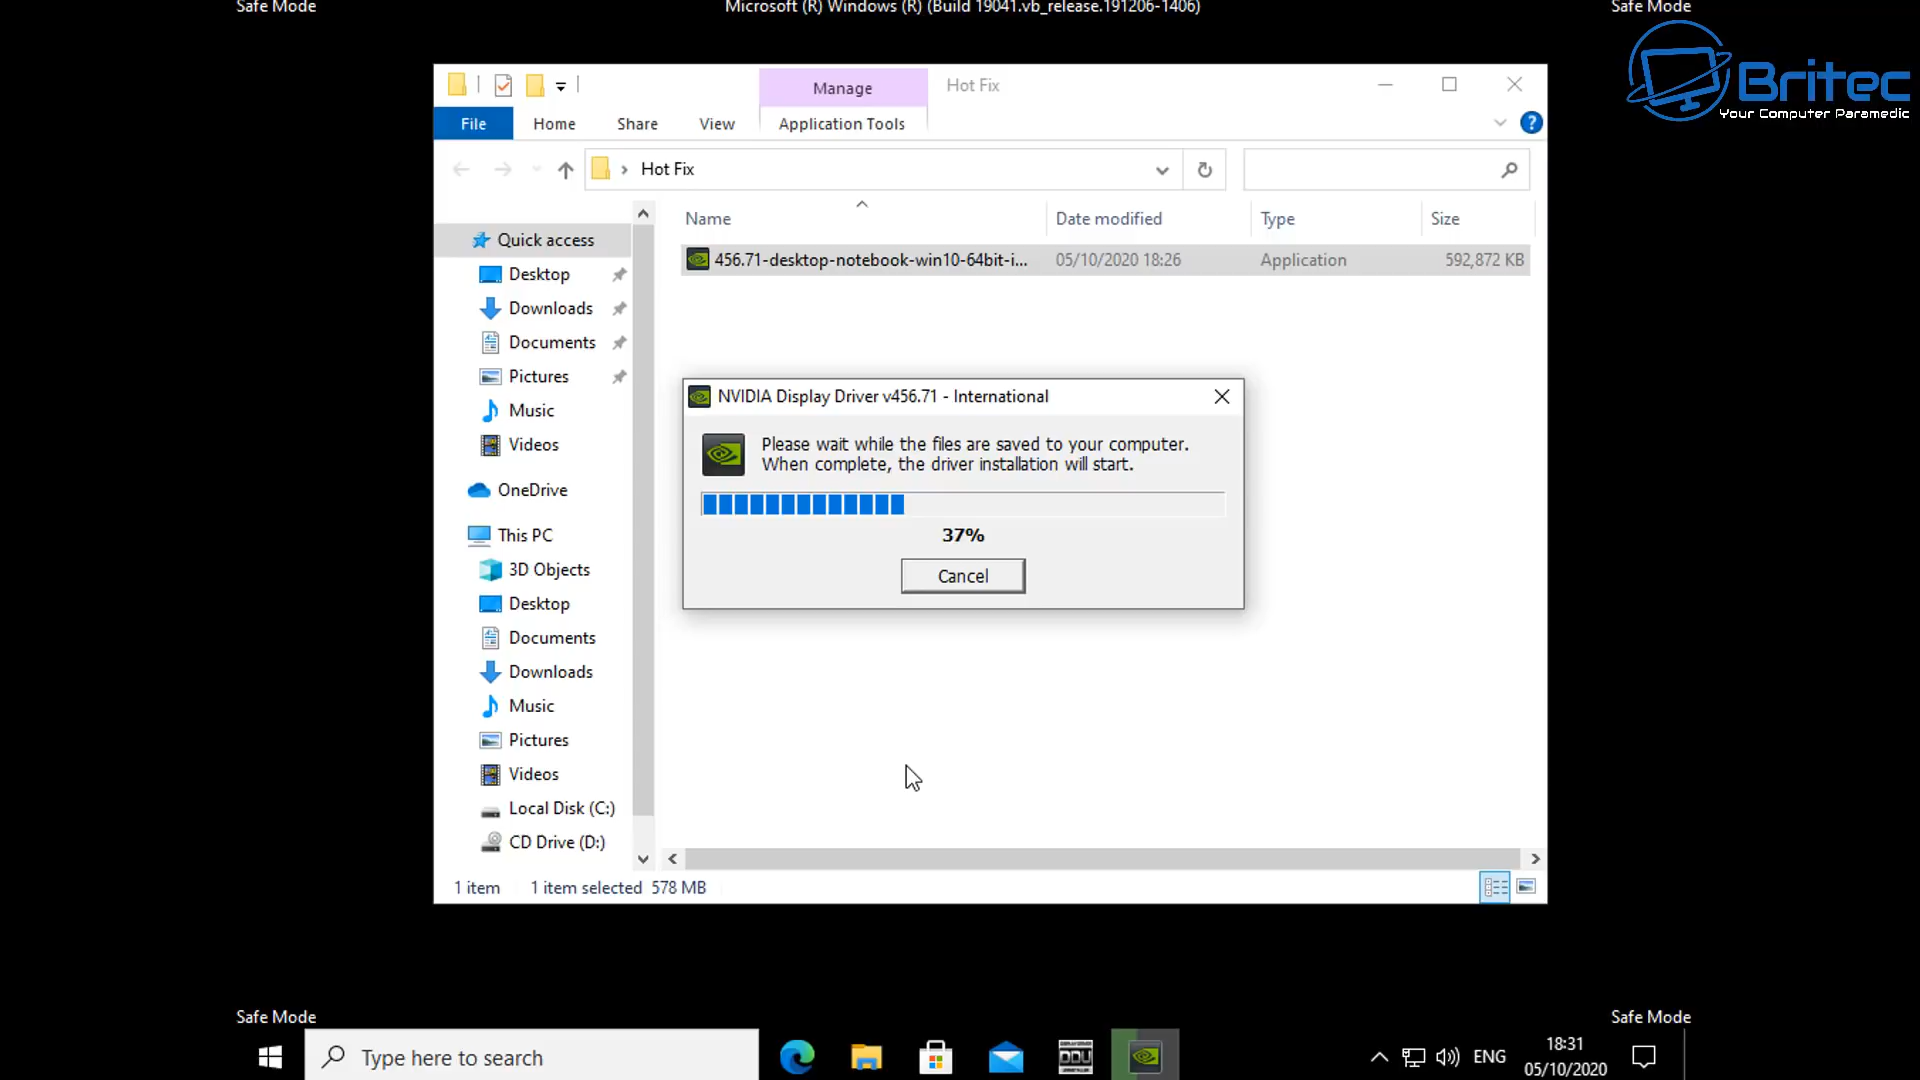 Safe Mode
Microsoft (R) Windows (R) (Build 19041.vb_release.191206-1406)
Safe Mode
Britec
Your Computer Paramedic
Manage
Hot Fix
File
Home
Share
View
Application Tools
?
Hot Fix
Name
Date modified
Type
Size
456.71-desktop-notebook-win10-64bit-i...
05/10/2020 18:26
Application
592,872 KB
Quick access
Desktop
Downloads
Documents
Pictures
Music
Videos
OneDrive
This PC
3D Objects
Desktop
Documents
Downloads
Music
Pictures
Videos
Local Disk (C:)
CD Drive (D:)
NVIDIA Display Driver v456.71 - International
Please wait while the files are saved to your computer.
When complete, the driver installation will start.
37%
Cancel
1 item
1 item selected 578 MB
Safe Mode
Safe Mode
Type here to search
DDU
ENG
18:31
05/10/2020